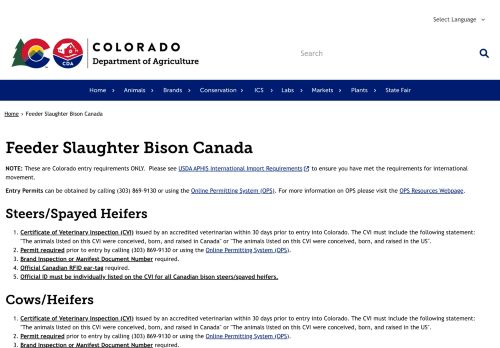 Select Language
COLORADO
Department of Agriculture
CDA
Search
Home Animals Brands Conservation ICS Labs Markets Plants State Fair
Home › Feeder Slaughter Bison Canada
Feeder Slaughter Bison Canada
NOTE: These are Colorado entry requirements ONLY. Please see USDA APHIS International Import Requirements to ensure you have met the requirements for international
movement.
Entry Permits can be obtained by calling (303) 869-9130 or using the Online Permitting System (OPS). For more information on OPS please visit the OPS Resources Webpage.
Steers/Spayed Heifers
1. Certificate of Veterinary Inspection (CVI) issued by an accredited veterinarian within 30 days prior to entry into Colorado. The CVI must include the following statement:
"The animals listed on this CVI were conceived, born, and raised in Canada" or "The animals listed on this CVI were conceived, born, and raised in the US".
2. Permit required prior to entry by calling (303) 869-9130 or using the Online Permitting System (OPS).
3. Brand Inspection or Manifest Document Number required.
4. Official Canadian RFID ear-tag required.
5. Official ID must be individually listed on the CVI for all Canadian bison steers/spayed heifers.
Cows/Heifers
1. Certificate of Veterinary Inspection (CVI) issued by an accredited veterinarian within 30 days prior to entry into Colorado. The CVI must include the following statement:
"The animals listed on this CVI were conceived, born, and raised in Canada" or "The animals listed on this CVI were conceived, born, and raised in the US".
2. Permit required prior to entry by calling (303) 869-9130 or using the Online Permitting System (OPS).
3. Brand Inspection or Manifest Document Number required.